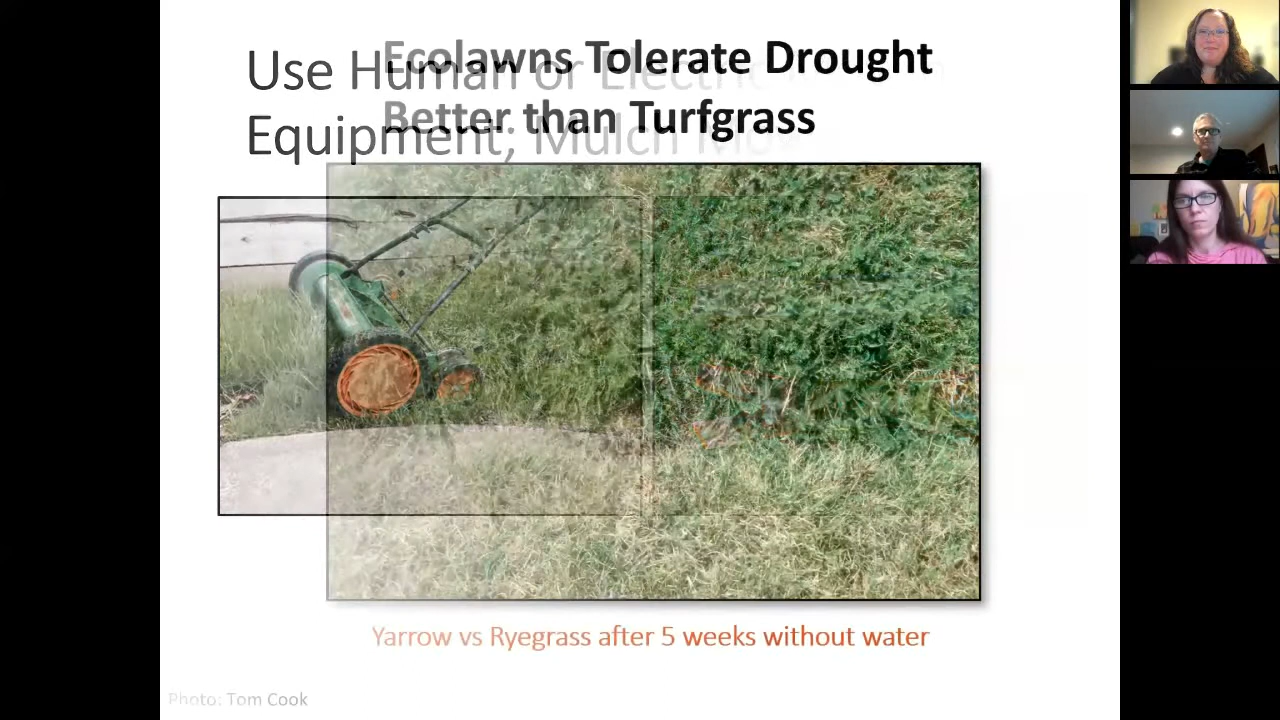 Ecolawns Tolerate Drought
Better than Turfgrass
Use Human or Electric
Equipment, Mulch Mow
Yarrow vs Ryegrass after 5 weeks without water
Photo: Tom Cook